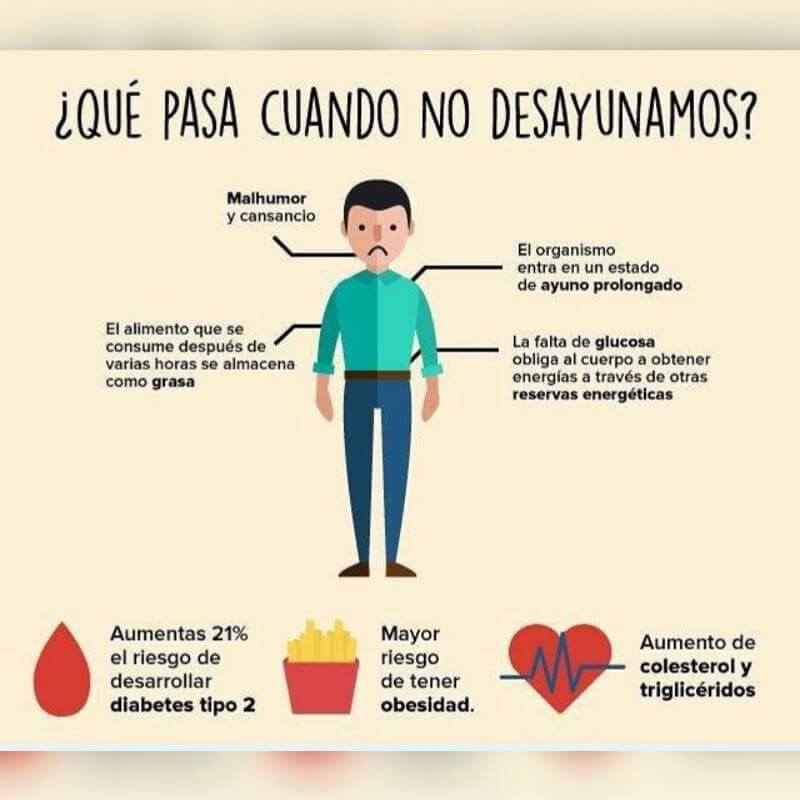 ¿QUÉ PASA CUANDO NO DESAYUNAMOS?
Malhumor
y cansancio
El organismo
entra en un estado
de ayuno prolongado
El alimento que se
consume después de
varias horas se almacena
como grasa
La falta de glucosa
obliga al cuerpo a obtener
energías a través de otras
reservas energéticas
Aumentas 21%
el riesgo de
desarrollar
diabetes tipo 2
Mayor
riesgo
de tener
obesidad.
Aumento de
colesterol y
triglicéridos